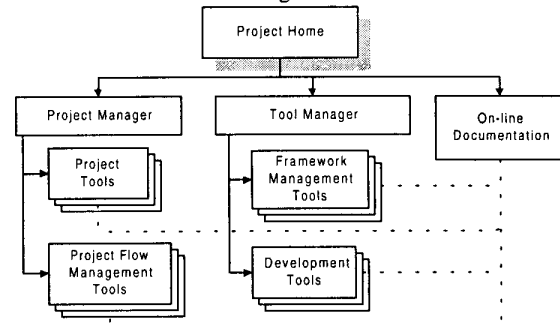 Project Home
Project Manager
Tool Manager
On-line
Documentation
Project
Tools
Framework
Management
Tools
Project Flow
Management
Tools
Development
Tools